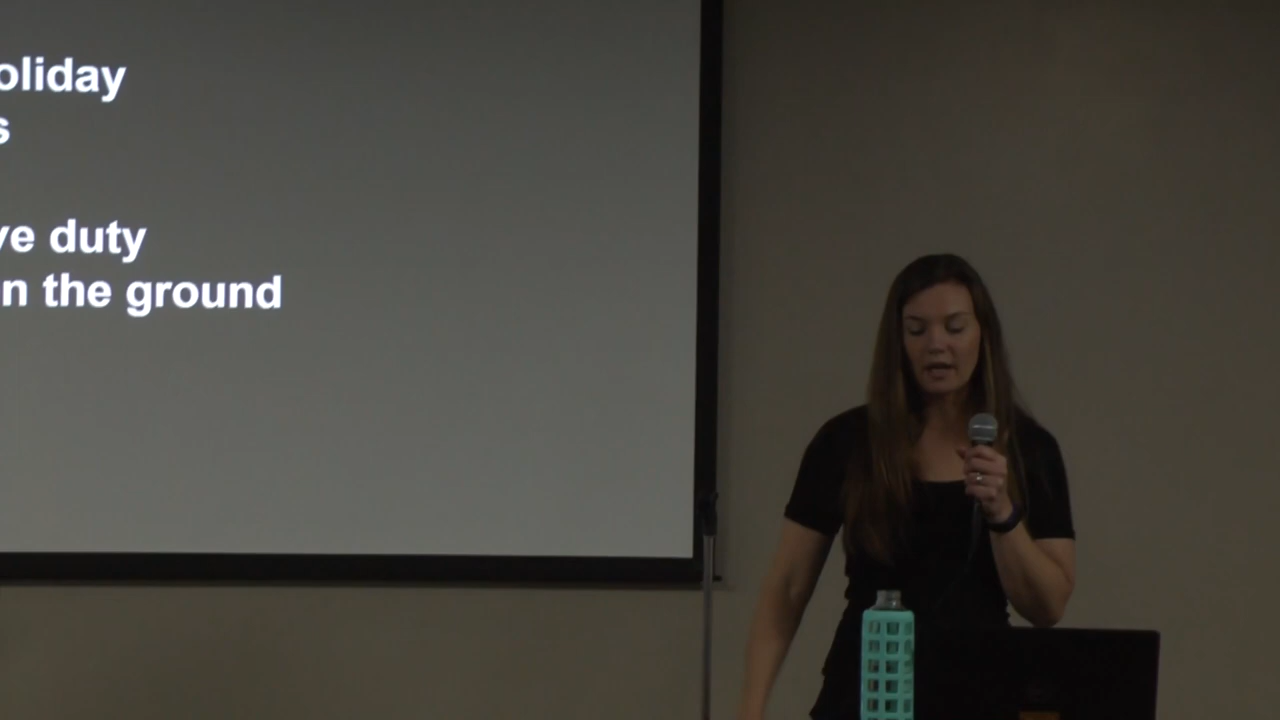 oliday
s
ve duty
n the ground